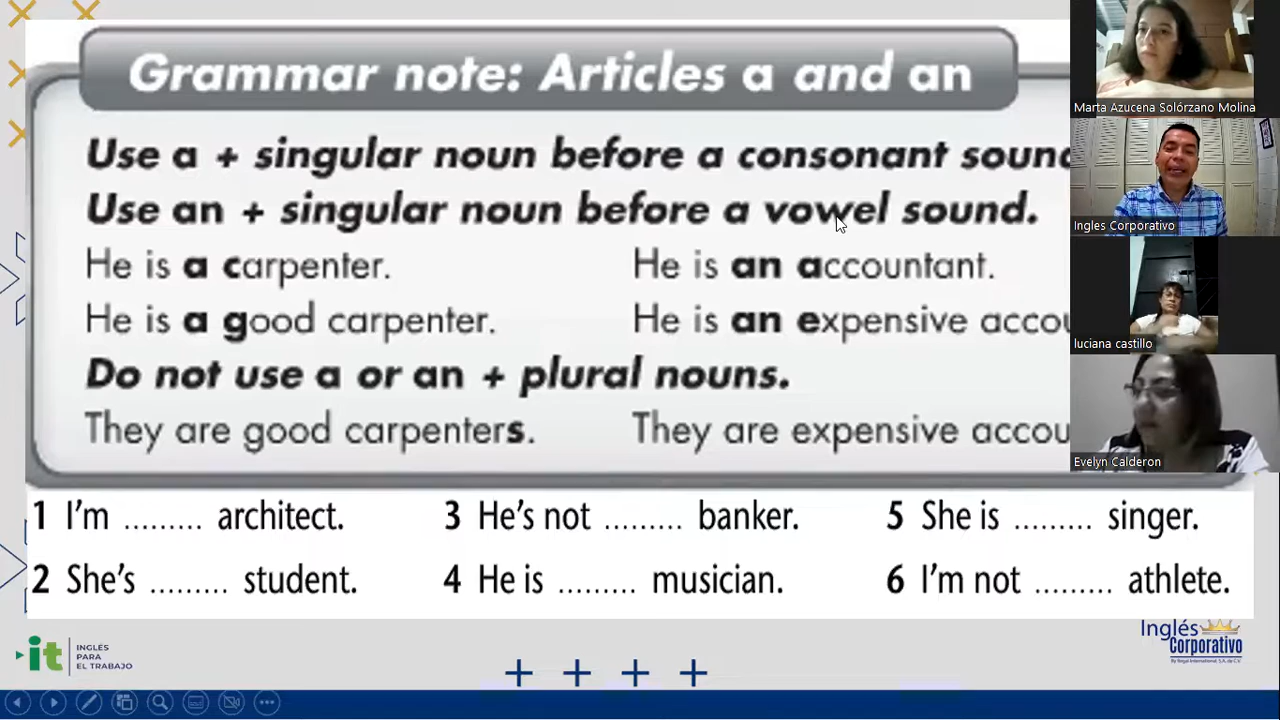 Grammar note: Articles a and an
Use a + singular noun before a consonant
Use an + singular noun before a vowel sound.
He is a carpenter. He is an accountant.
He is a good carpenter. He is an expensive
Do not use a or an + plural nouns.
They are good carpenters. They are expensive
1 I'm ......... architect. 3 He's not ......... banker. 5 She is ......... singer.
2 She's ......... student. 4 He is ......... musician. 6 I'm not ......... athlete.
Marta Azucena Solórzano Molina
Ingles Corporativo
luciana castillo
Evelyn Calderon
it INGLÉS
PARA
EL TRABAJO
Inglés
Corporativo